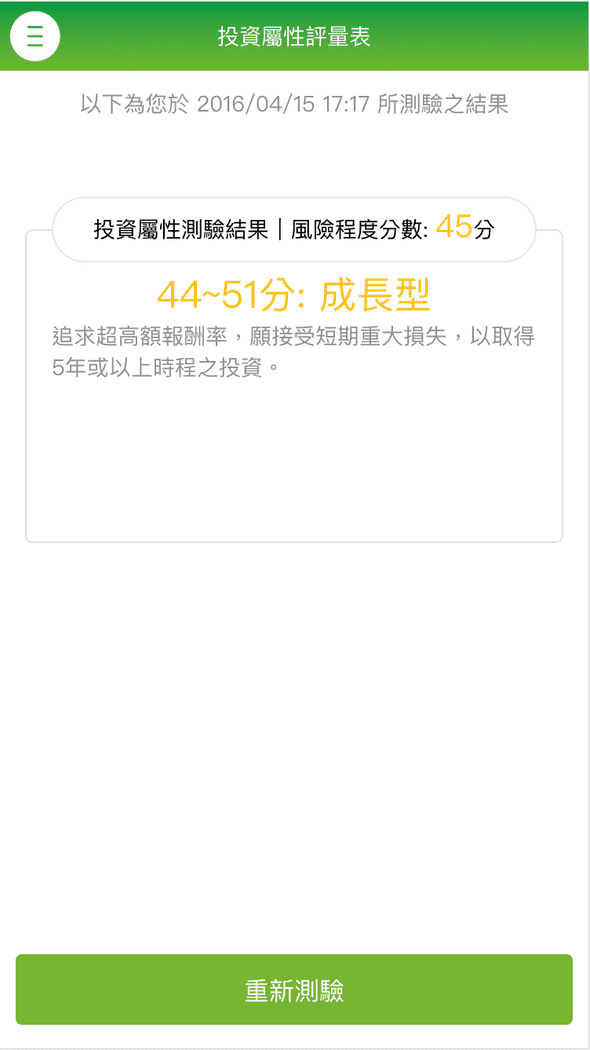 投資屬性評量表
以下為您於 2016/04/15 17:17 所測驗之結果
投資屬性測驗結果｜風險程度分數: 45分
44~51分: 成長型
追求超高額報酬率，願接受短期重大損失，以取得
5年或以上時程之投資。
重新測驗